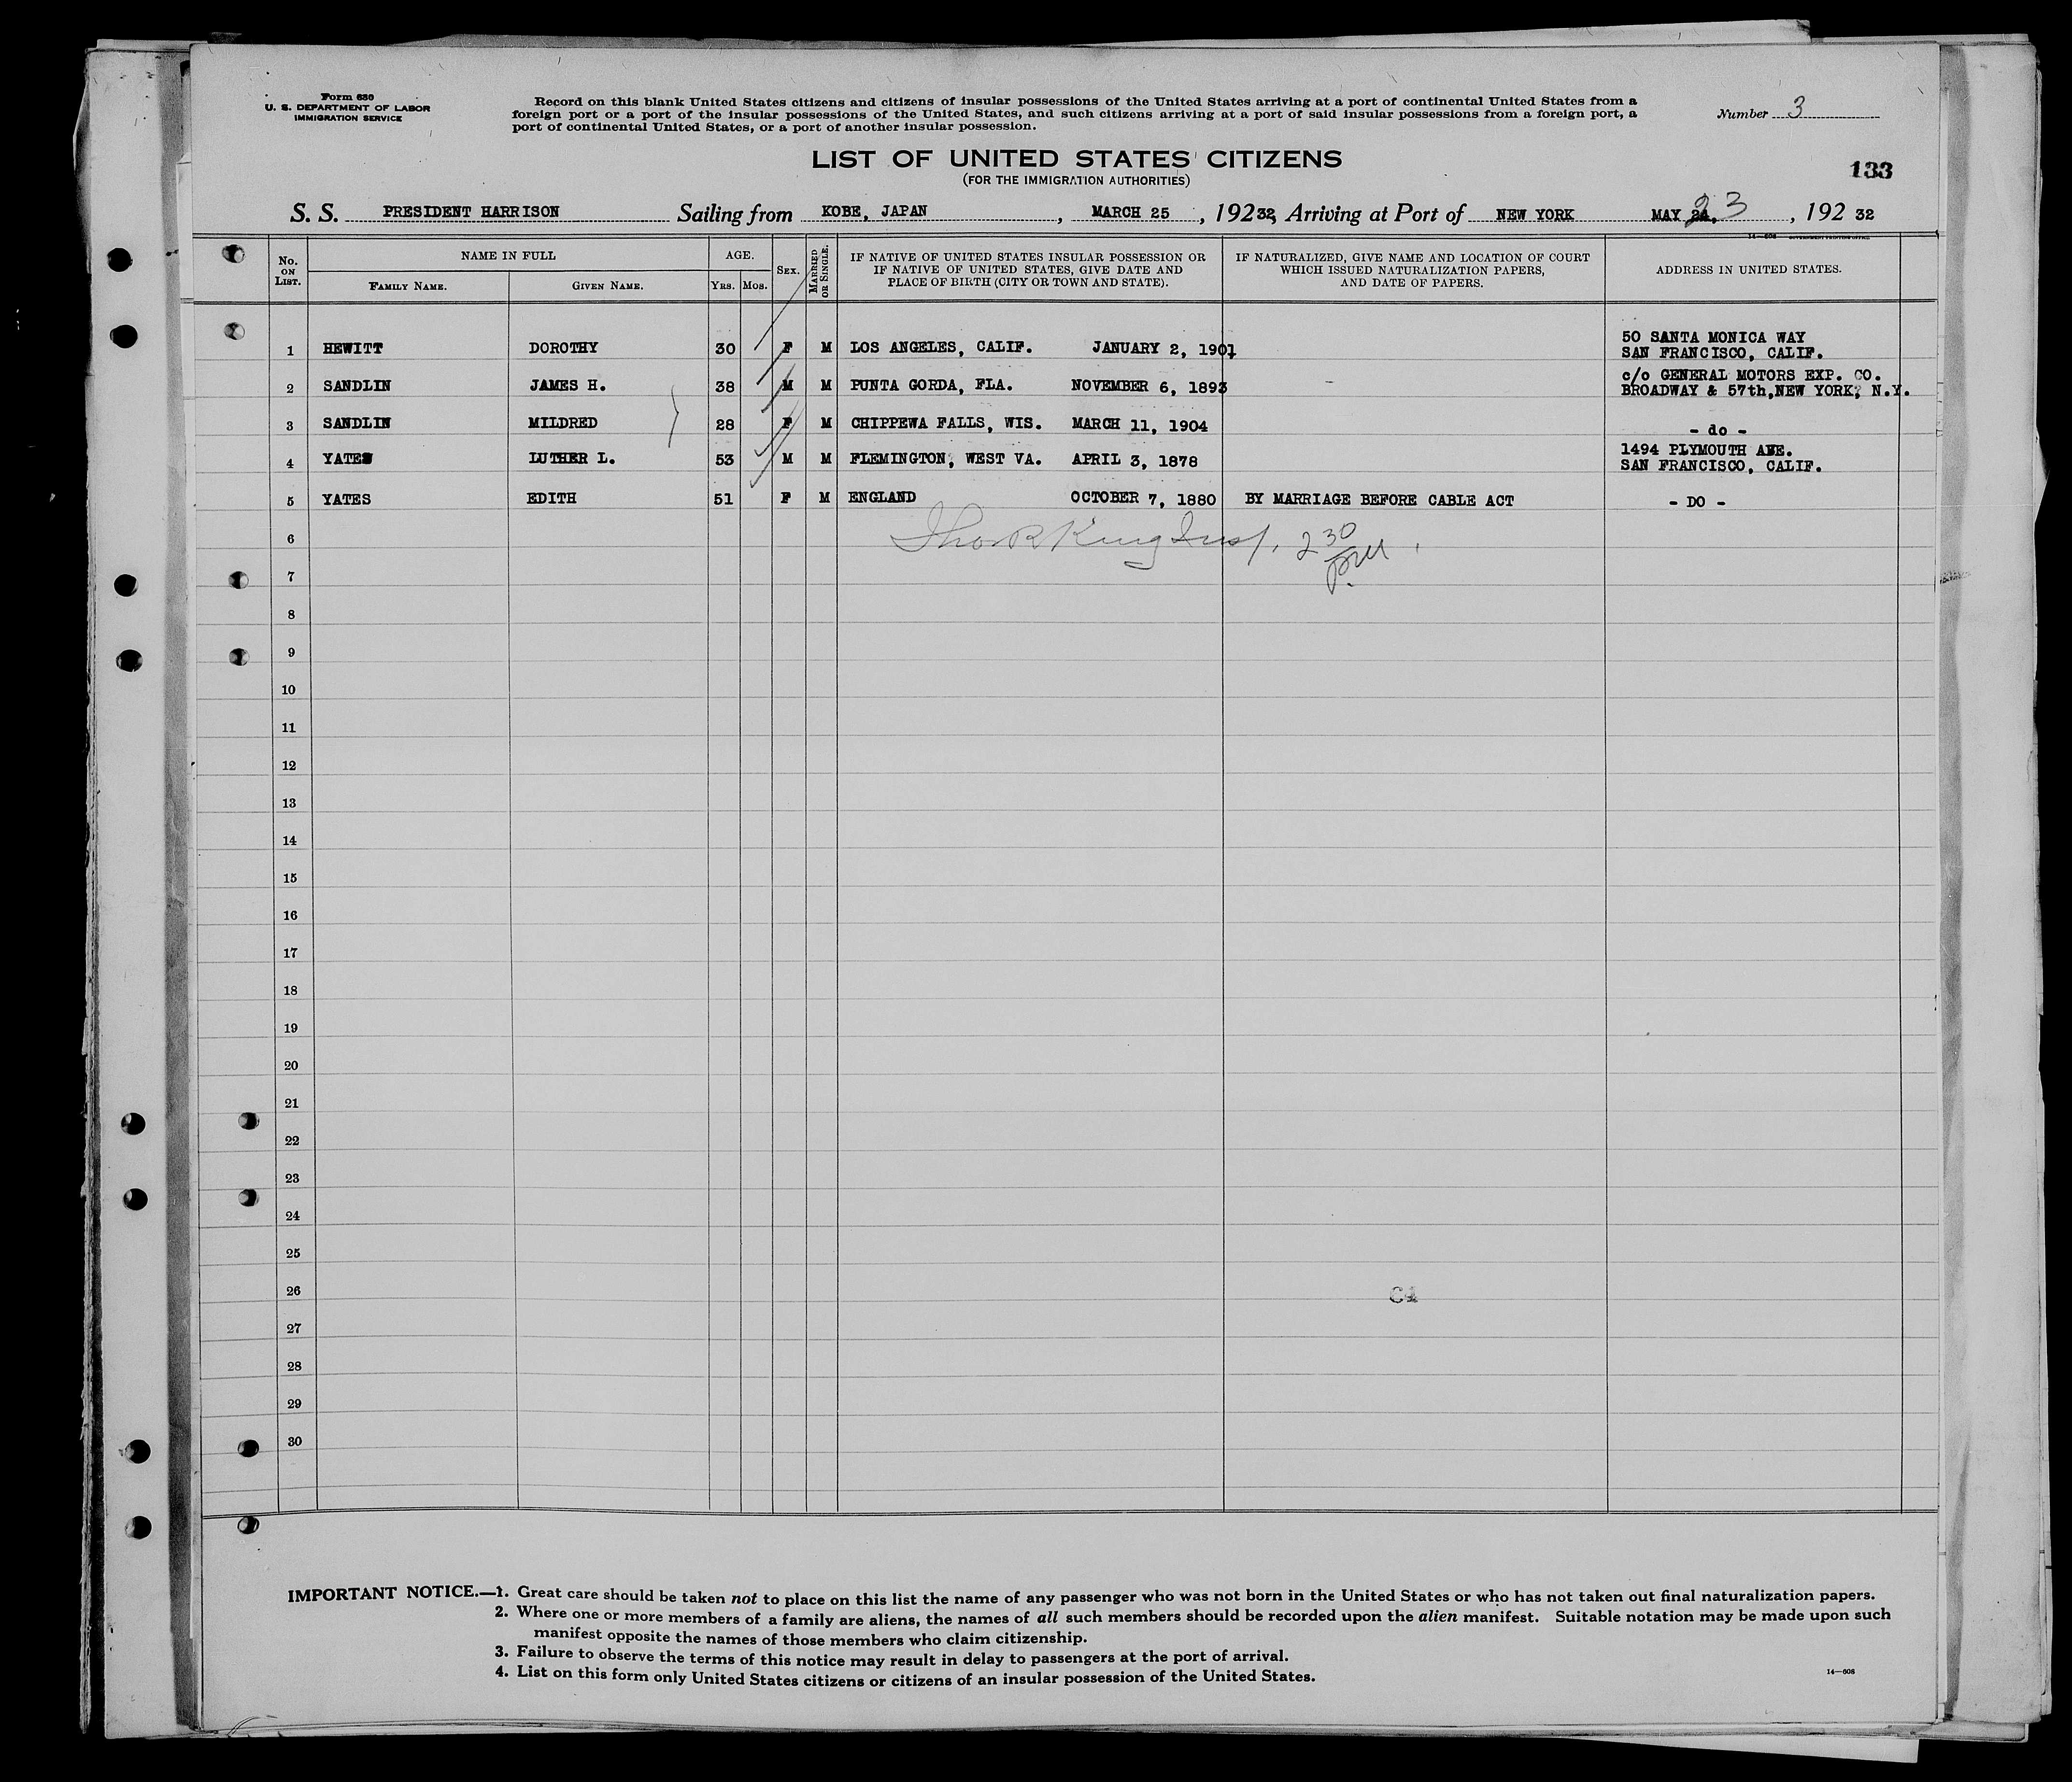 Form 630
U. S. DEPARTMENT OF LABOR
IMMIGRATION SERVICE
Record on this blank United States citizens and citizens of insular possessions of the United States arriving at a port of continental United States from a
foreign port or a port of the insular possessions of the United States, and such citizens arriving at a port of said insular possessions from a foreign port, a
port of continental United States, or a port of another insular possession.
Number 3
LIST OF UNITED STATES CITIZENS
(FOR THE IMMIGRATION AUTHORITIES)
133
S. S. PRESIDENT HARRISON Sailing from KOBE, JAPAN, MARCH 25, 19232, Arriving at Port of NEW YORK MAY 23, 192 32
No. ON LIST. NAME IN FULL AGE. SEX. MARRIED OR SINGLE. IF NATIVE OF UNITED STATES INSULAR POSSESSION OR IF NATIVE OF UNITED STATES, GIVE DATE AND PLACE OF BIRTH (CITY OR TOWN AND STATE). IF NATURALIZED, GIVE NAME AND LOCATION OF COURT WHICH ISSUED NATURALIZATION PAPERS, AND DATE OF PAPERS. ADDRESS IN UNITED STATES.
FAMILY NAME. GIVEN NAME. YRS. MOS.
1 HEWITT DOROTHY 30 F M LOS ANGELES, CALIF. JANUARY 2, 1901 50 SANTA MONICA WAY
SAN FRANCISCO, CALIF.
2 SANDLIN JAMES H. 38 M M PUNTA GORDA, FLA. NOVEMBER 6, 1893 c/o GENERAL MOTORS EXP. CO.
BROADWAY & 57th, NEW YORK, N.Y.
3 SANDLIN MILDRED 28 F M CHIPPEWA FALLS, WIS. MARCH 11, 1904 - do -
4 YATES LUTHER L. 53 M M FLEMINGTON, WEST VA. APRIL 3, 1878 1494 PLYMOUTH AVE.
SAN FRANCISCO, CALIF.
5 YATES EDITH 51 F M ENGLAND OCTOBER 7, 1880 BY MARRIAGE BEFORE CABLE ACT - DO -
6 Thos R King Insp. 2 30 PM
7
8
9
10
11
12
13
14
15
16
17
18
19
20
21
22
23
24
25
26
27
28
29
30
IMPORTANT NOTICE.—1. Great care should be taken not to place on this list the name of any passenger who was not born in the United States or who has not taken out final naturalization papers.
2. Where one or more members of a family are aliens, the names of all such members should be recorded upon the alien manifest. Suitable notation may be made upon such
manifest opposite the names of those members who claim citizenship.
3. Failure to observe the terms of this notice may result in delay to passengers at the port of arrival.
4. List on this form only United States citizens or citizens of an insular possession of the United States.
14—608